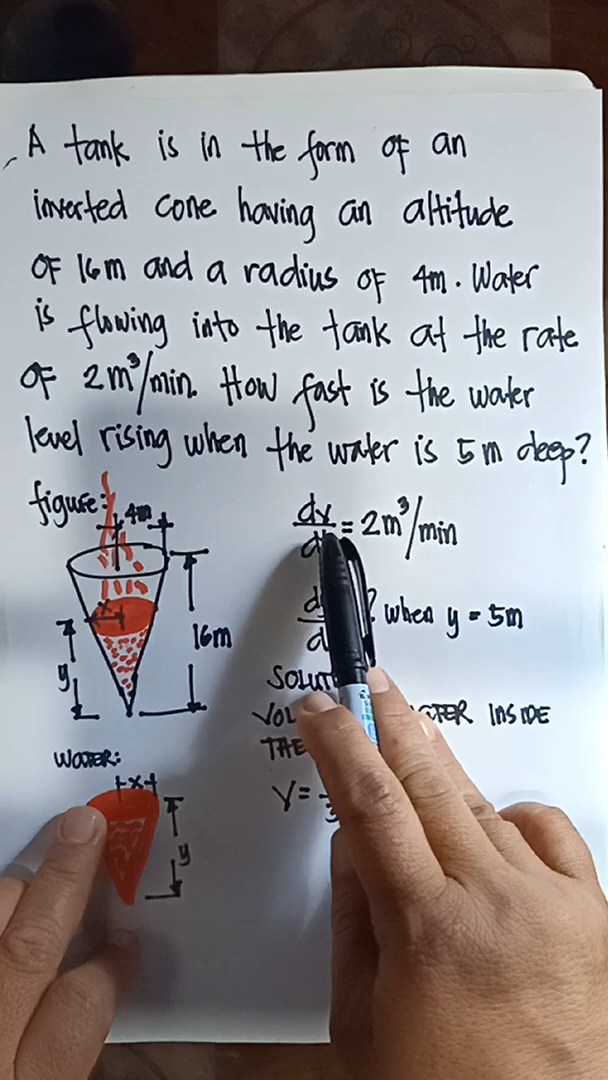 A tank is in the form of an
inverted cone having an altitude
OF 16m and a radius of 4m. Water
is flowing into the tank at the rate
OF 2m³/min. How fast is the water
level rising when the water is 5m deep?
figure:
4m
x
16m
y
= 2m³/min
? when y = 5m
WATER INSIDE
THE
V =
WATER:
x
y